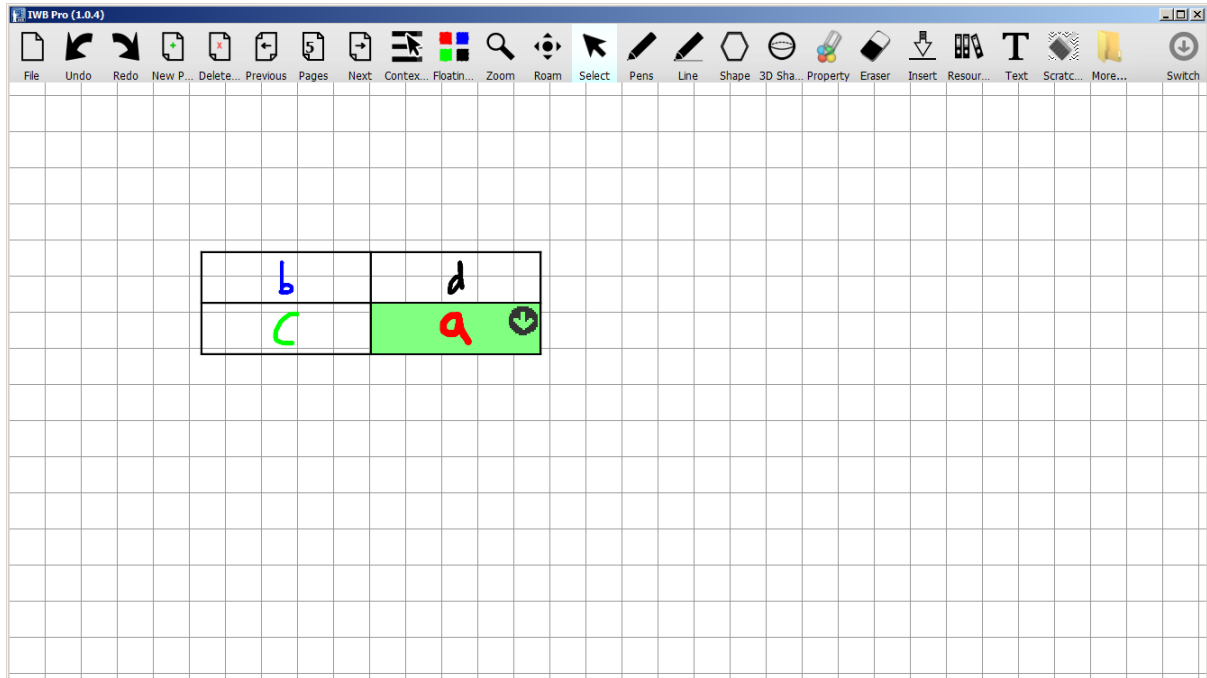 IWB Pro (1.0.4)
5
File Undo Redo New P... Delete... Previous Pages Next Contex... Floatin... Zoom Roam Select Pens Line Shape 3D Sha... Property Eraser Insert Resour... Text Scratc... More... Switch
b d
c a